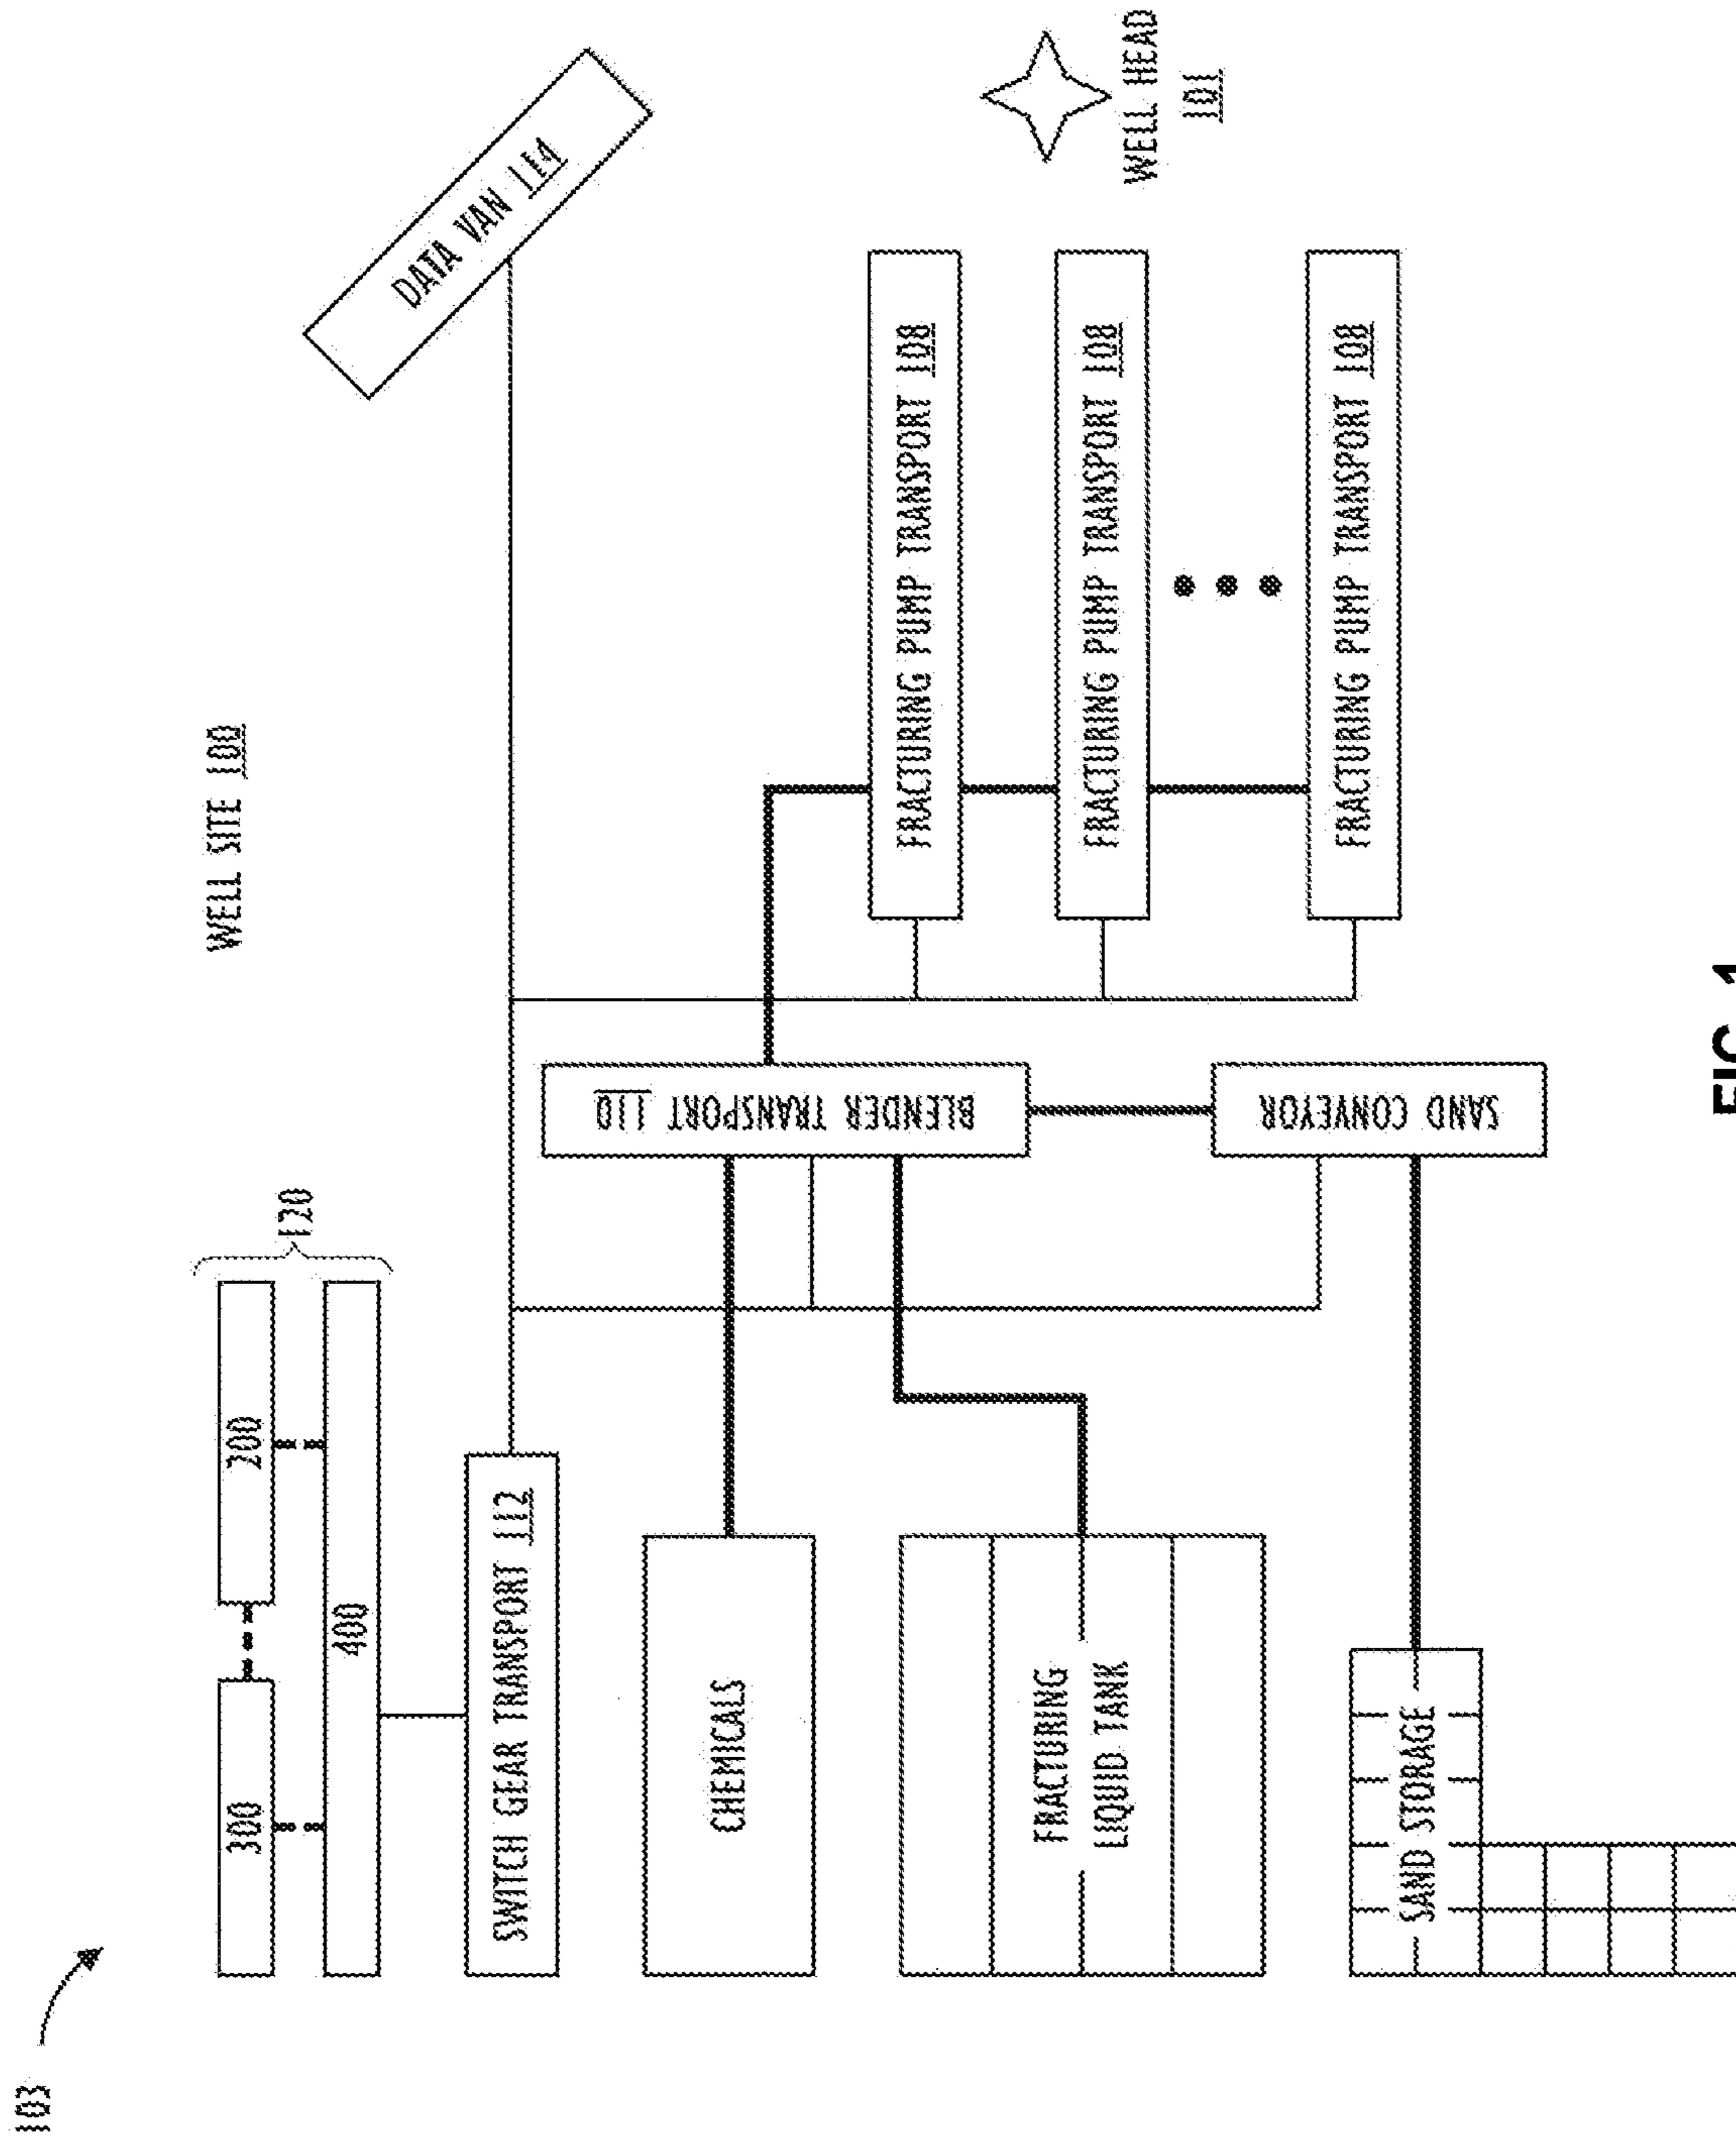 103
WELL SITE 100
300
200
120
400
SWITCH GEAR TRANSPORT 112
DATA VAN 114
CHEMICALS
BLENDER TRANSPORT 110
FRACTURING PUMP TRANSPORT 108
FRACTURING PUMP TRANSPORT 108
FRACTURING PUMP TRANSPORT 108
WELL HEAD
101
FRACTURING
LIQUID TANK
SAND CONVEYOR
SAND STORAGE
FIG. 1